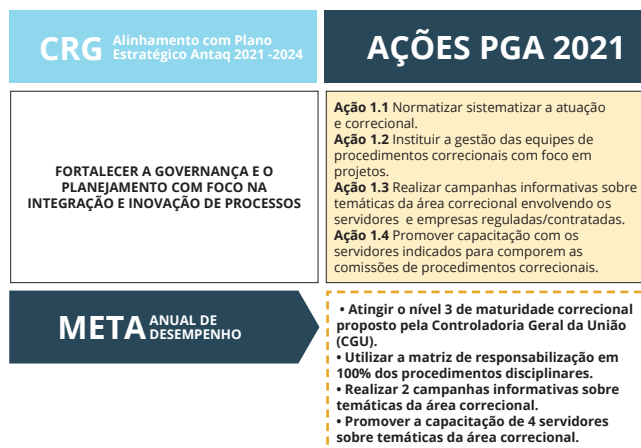 CRG Alinhamento com Plano
Estratégico Antaq 2021 -2024
AÇÕES PGA 2021
FORTALECER A GOVERNANÇA E O
PLANEJAMENTO COM FOCO NA
INTEGRAÇÃO E INOVAÇÃO DE PROCESSOS
Ação 1.1 Normatizar sistematizar a atuação
e correcional.
Ação 1.2 Instituir a gestão das equipes de
procedimentos correcionais com foco em
projetos.
Ação 1.3 Realizar campanhas informativas sobre
temáticas da área correcional envolvendo os
servidores e empresas reguladas/contratadas.
Ação 1.4 Promover capacitação com os
servidores indicados para comporem as
comissões de procedimentos correcionais.
META ANUAL DE
DESEMPENHO
• Atingir o nível 3 de maturidade correcional
proposto pela Controladoria Geral da União
(CGU).
• Utilizar a matriz de responsabilização em
100% dos procedimentos disciplinares.
• Realizar 2 campanhas informativas sobre
temáticas da área correcional.
• Promover a capacitação de 4 servidores
sobre temáticas da área correcional.